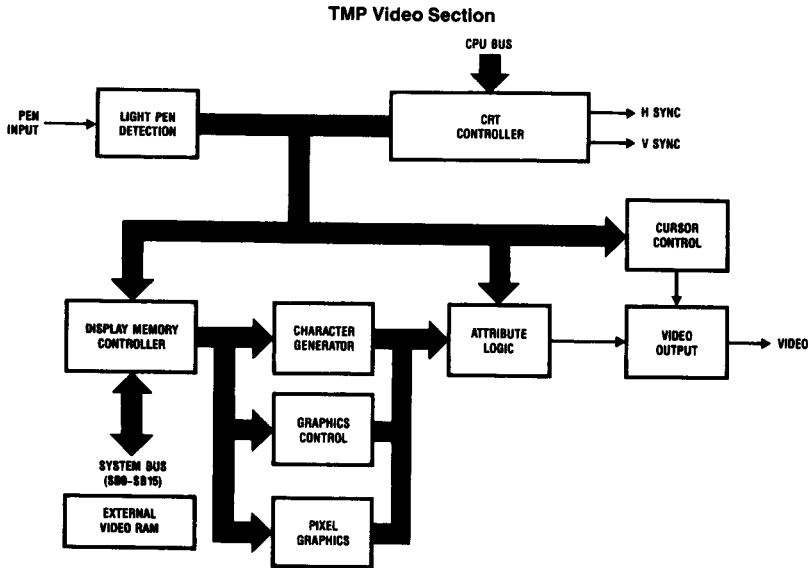 TMP Video Section
CPU BUS
PEN
INPUT
LIGHT PEN
DETECTION
CRT
CONTROLLER
H SYNC
V SYNC
CURSOR
CONTROL
DISPLAY MEMORY
CONTROLLER
CHARACTER
GENERATOR
ATTRIBUTE
LOGIC
VIDEO
OUTPUT
VIDEO
GRAPHICS
CONTROL
SYSTEM BUS
(SB0-SB15)
EXTERNAL
VIDEO RAM
PIXEL
GRAPHICS